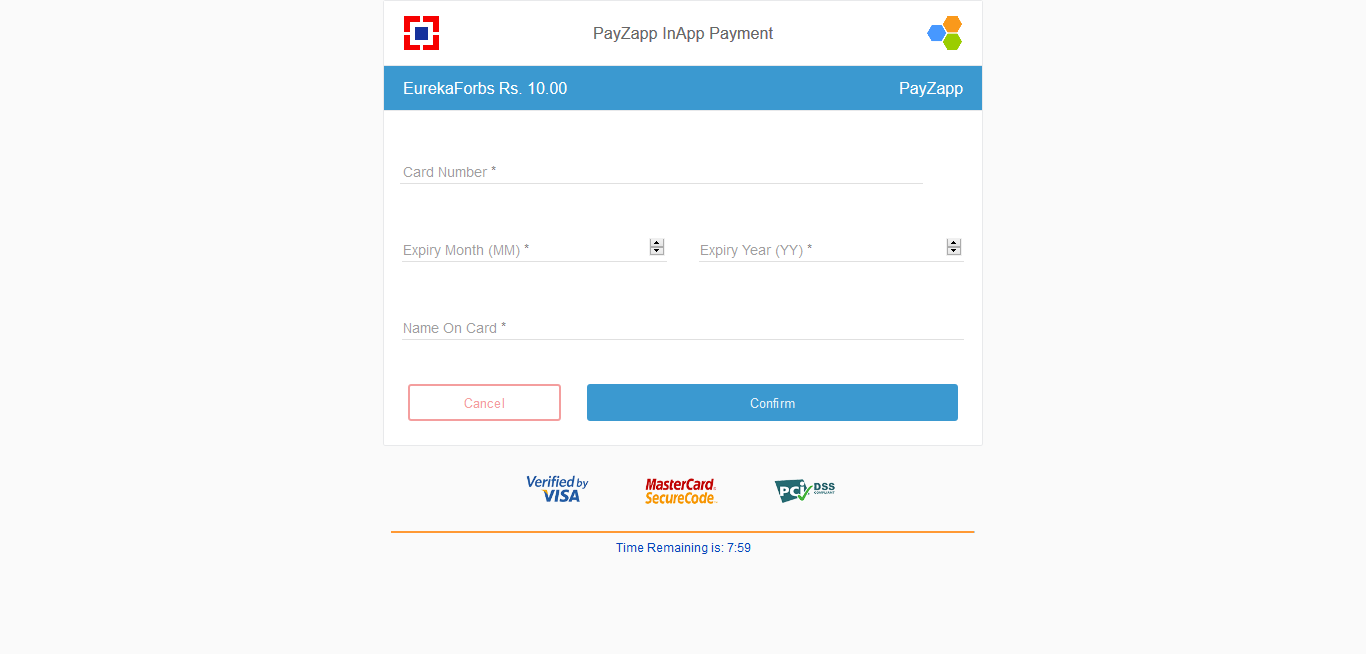 PayZapp InApp Payment
EurekaForbs Rs. 10.00 PayZapp
Card Number *
Expiry Month (MM) * Expiry Year (YY) *
Name On Card *
Cancel Confirm
Verified by
VISA
MasterCard
SecureCode
PCI DSS
COMPLIANT
Time Remaining is: 7:59